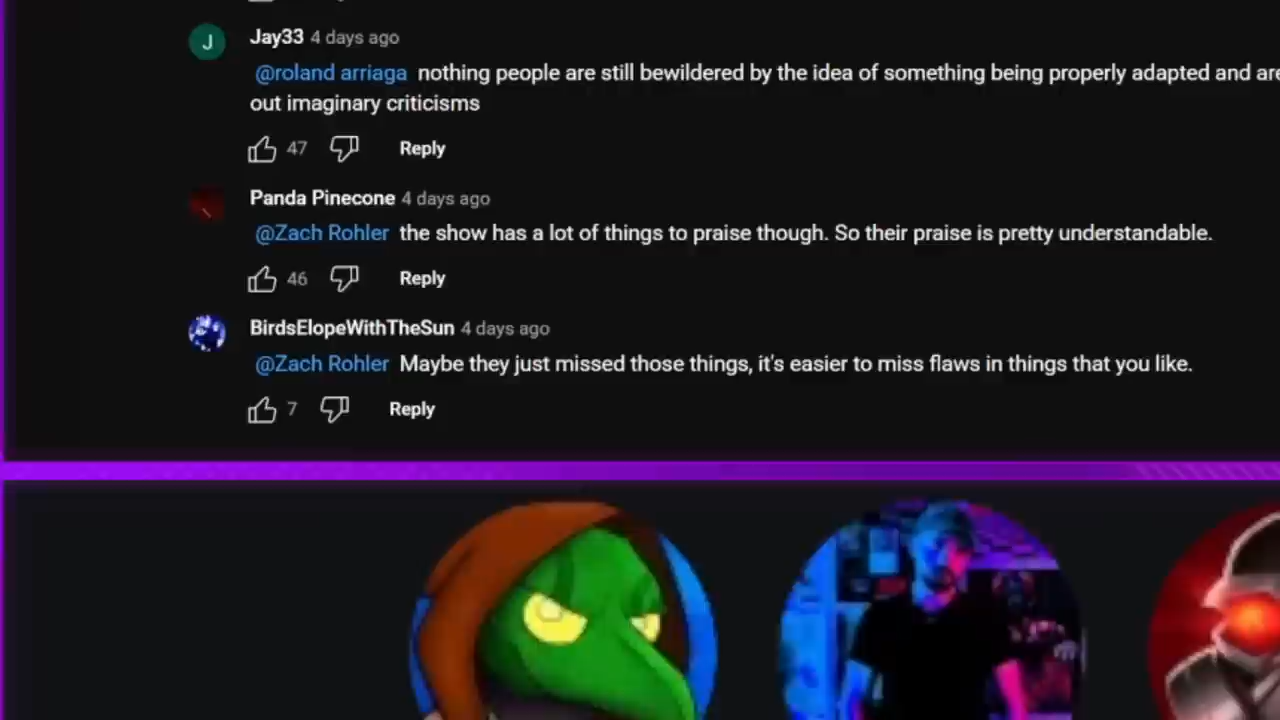 J
Jay33 4 days ago
@roland arriaga nothing people are still bewildered by the idea of something being properly adapted and are
out imaginary criticisms
47 Reply
Panda Pinecone 4 days ago
@Zach Rohler the show has a lot of things to praise though. So their praise is pretty understandable.
46 Reply
BirdsElopeWithTheSun 4 days ago
@Zach Rohler Maybe they just missed those things, it's easier to miss flaws in things that you like.
7 Reply